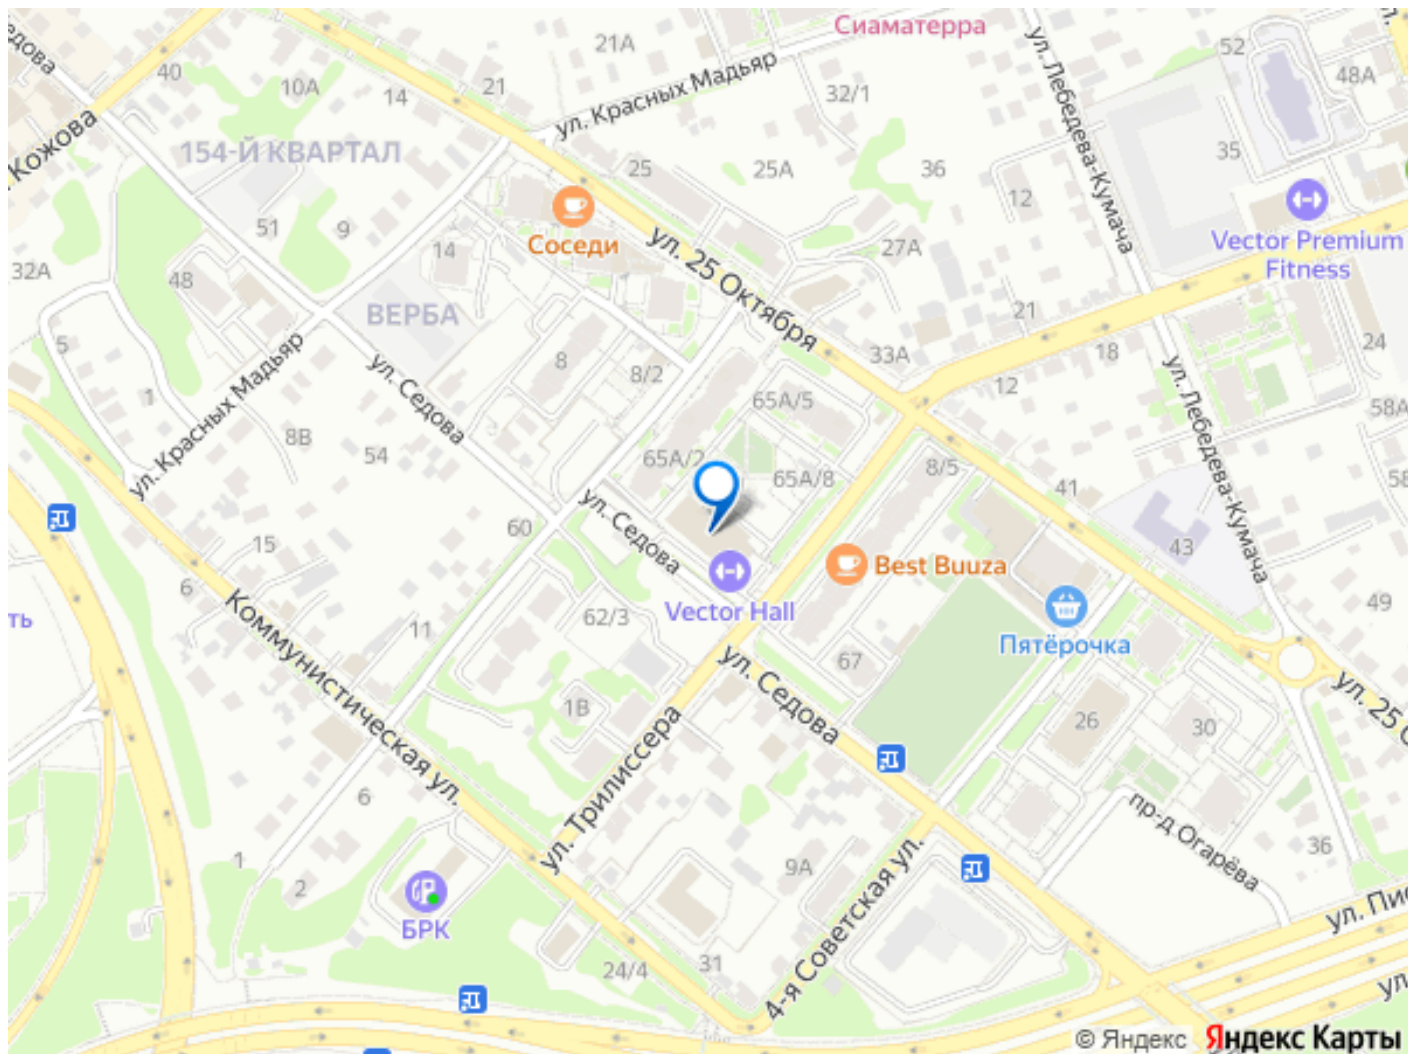 Сиаматерра
21А
52
40
10А
14
21
ул. Красных Мадьяр
32/1
ул. Лебедева-Кумача
48А
Кожова
154-Й КВАРТАЛ
25
25А
36
35
12
51
9
14
Соседи
ул. 25 Октября
27А
Vector Premium
Fitness
32А
48
ВЕРБА
21
5
1
ул. Красных Мадьяр
ул. Седова
8
8/2
33А
18
12
24
ул. Лебедева-Кумача
65А/5
58А
8В
54
65А/2
65А/8
8/5
41
60
ул. Седова
43
15
6
Best Buuza
Vector Hall
Пятёрочка
49
11
62/3
67
Коммунистическая ул.
ул. Седова
1В
26
30
ул. 25 О
ул. Трилиссера
6
пр-д Огарёва
36
1
2
9А
БРК
4-я Советская ул.
ул. Пис
24/4
31
ул
© Яндекс Яндекс Карты